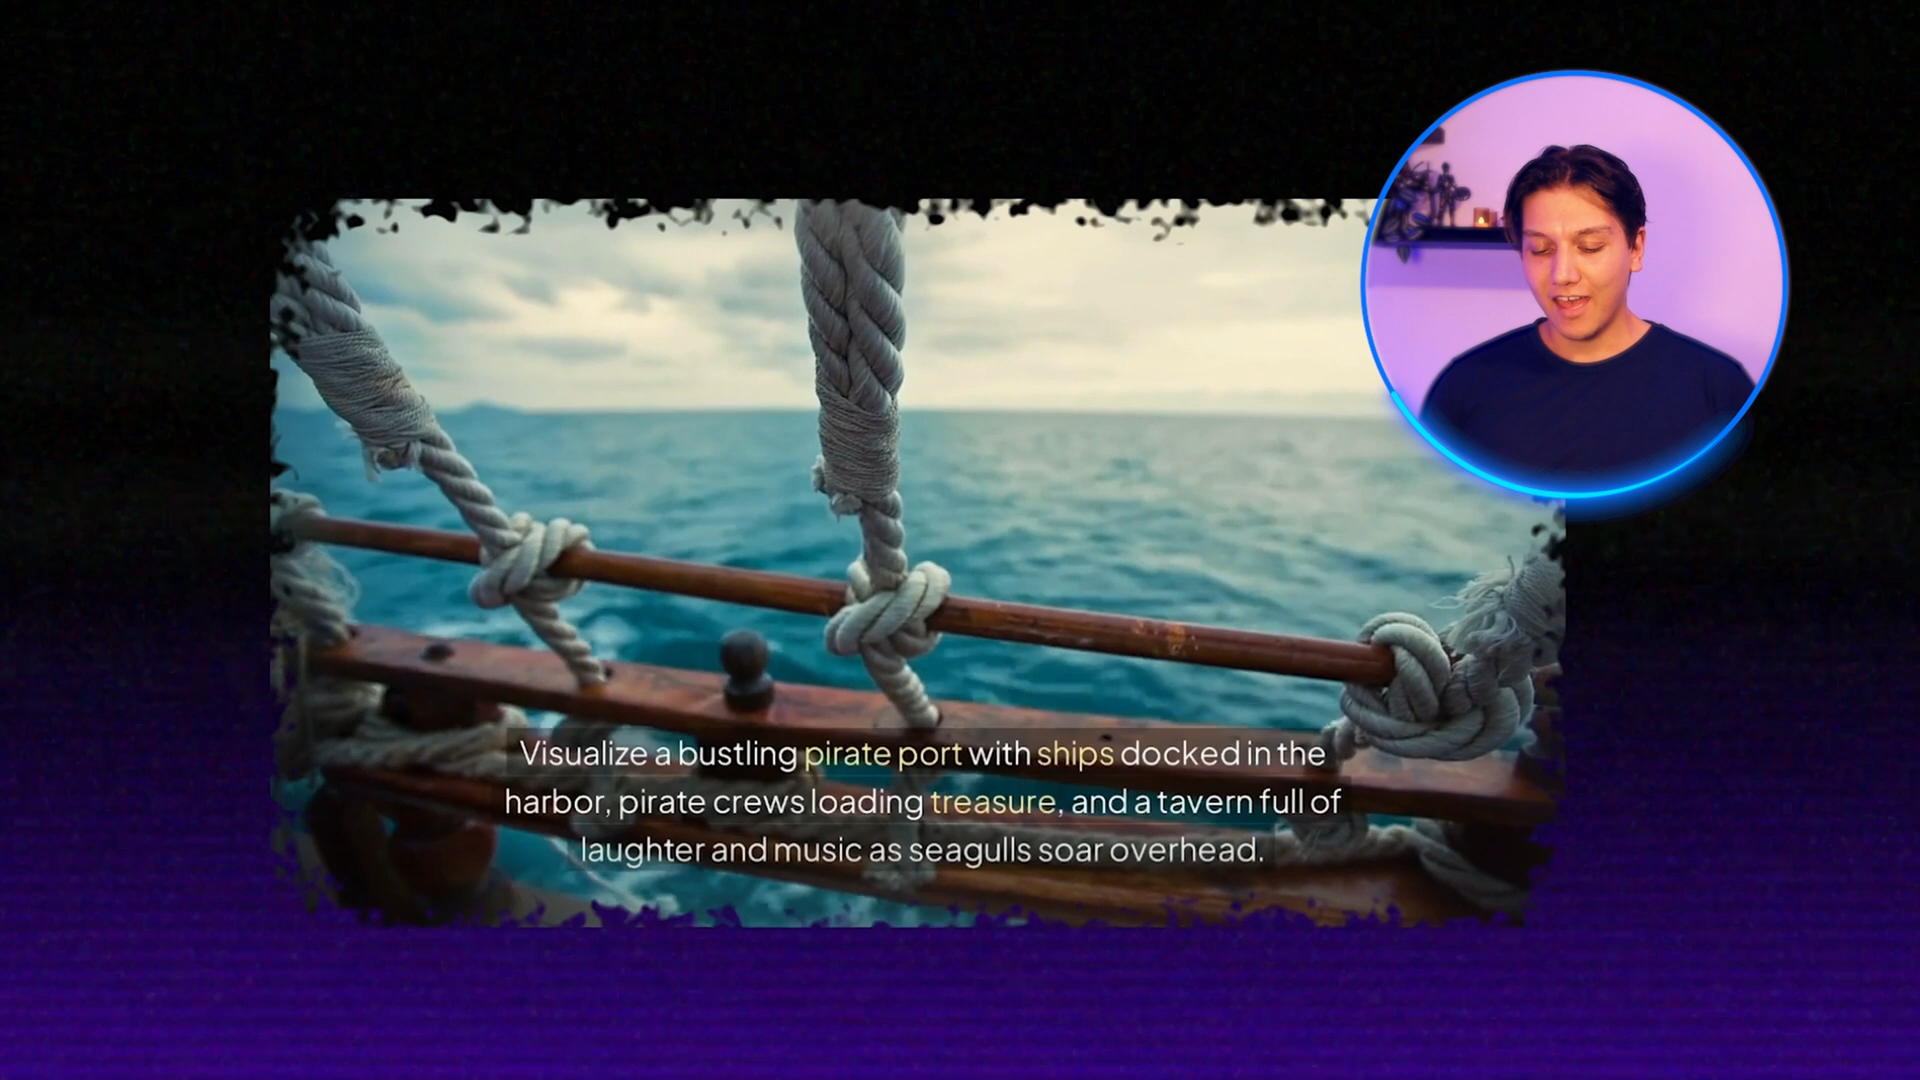 Visualize a bustling pirate port with ships docked in the
harbor, pirate crews loading treasure, and a tavern full of
laughter and music as seagulls soar overhead.